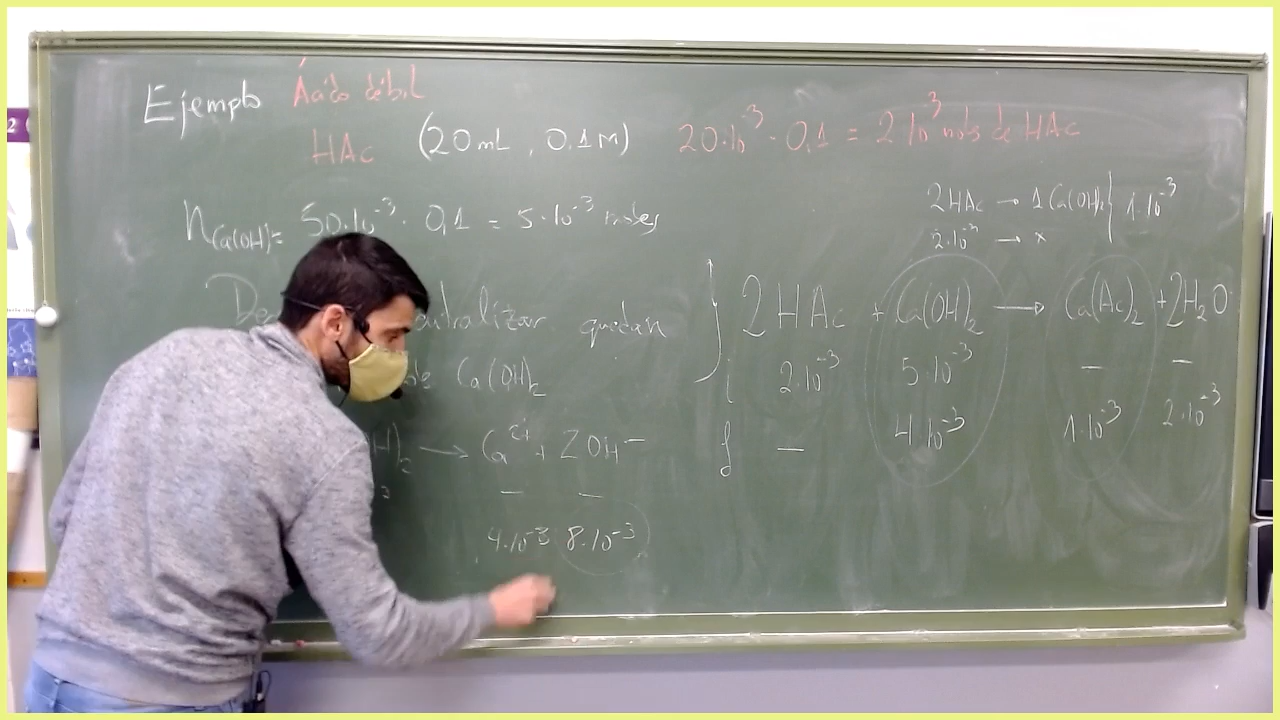 Ejemplo Ácido débil
HAc (20 mL , 0.1 M) 20·10⁻³ · 0,1 = 2 10⁻³ moles de HAc
2HAc → 1 Ca(OH)₂ } 1·10⁻³
2·10⁻³ → x
n Ca(OH)₂= 50·10⁻³ · 0,1 = 5·10⁻³ moles
quedan
de Ca(OH)₂
H)₂ → Ca²⁺ + 2OH⁻
— —
4·10⁻³ 8·10⁻³
2 HAc + Ca(OH)₂ → Ca(Ac)₂ + 2H₂O
i 2·10⁻³ 5·10⁻³ — —
f — 4·10⁻³ 1·10⁻³ 2·10⁻³
2